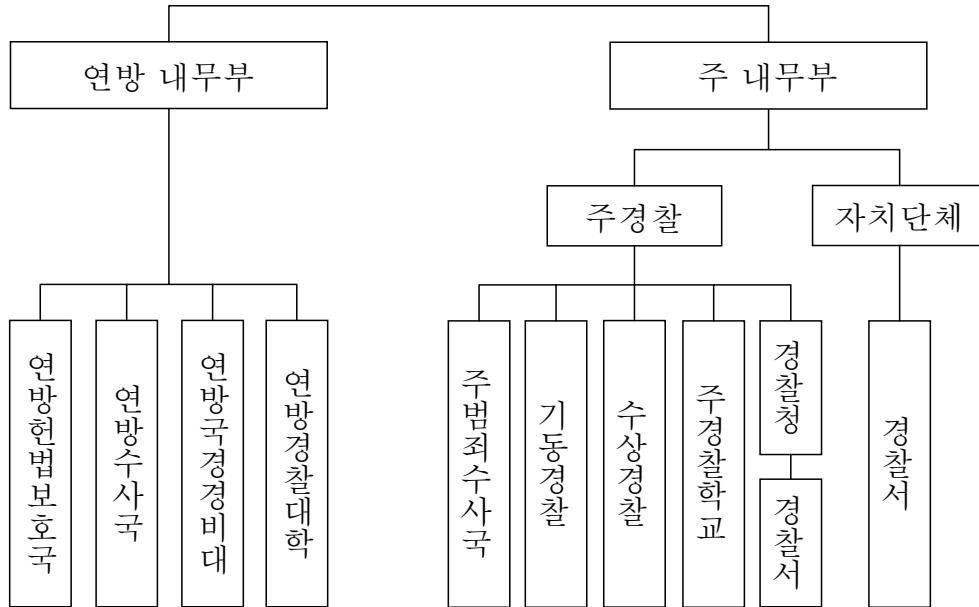 연방 내무부
주 내무부
주경찰
자치단체
연방헌법보호국
연방수사국
연방국경경비대
연방경찰대학
주범죄수사국
기동경찰
수상경찰
주경찰학교
경찰청
경찰서
경찰서